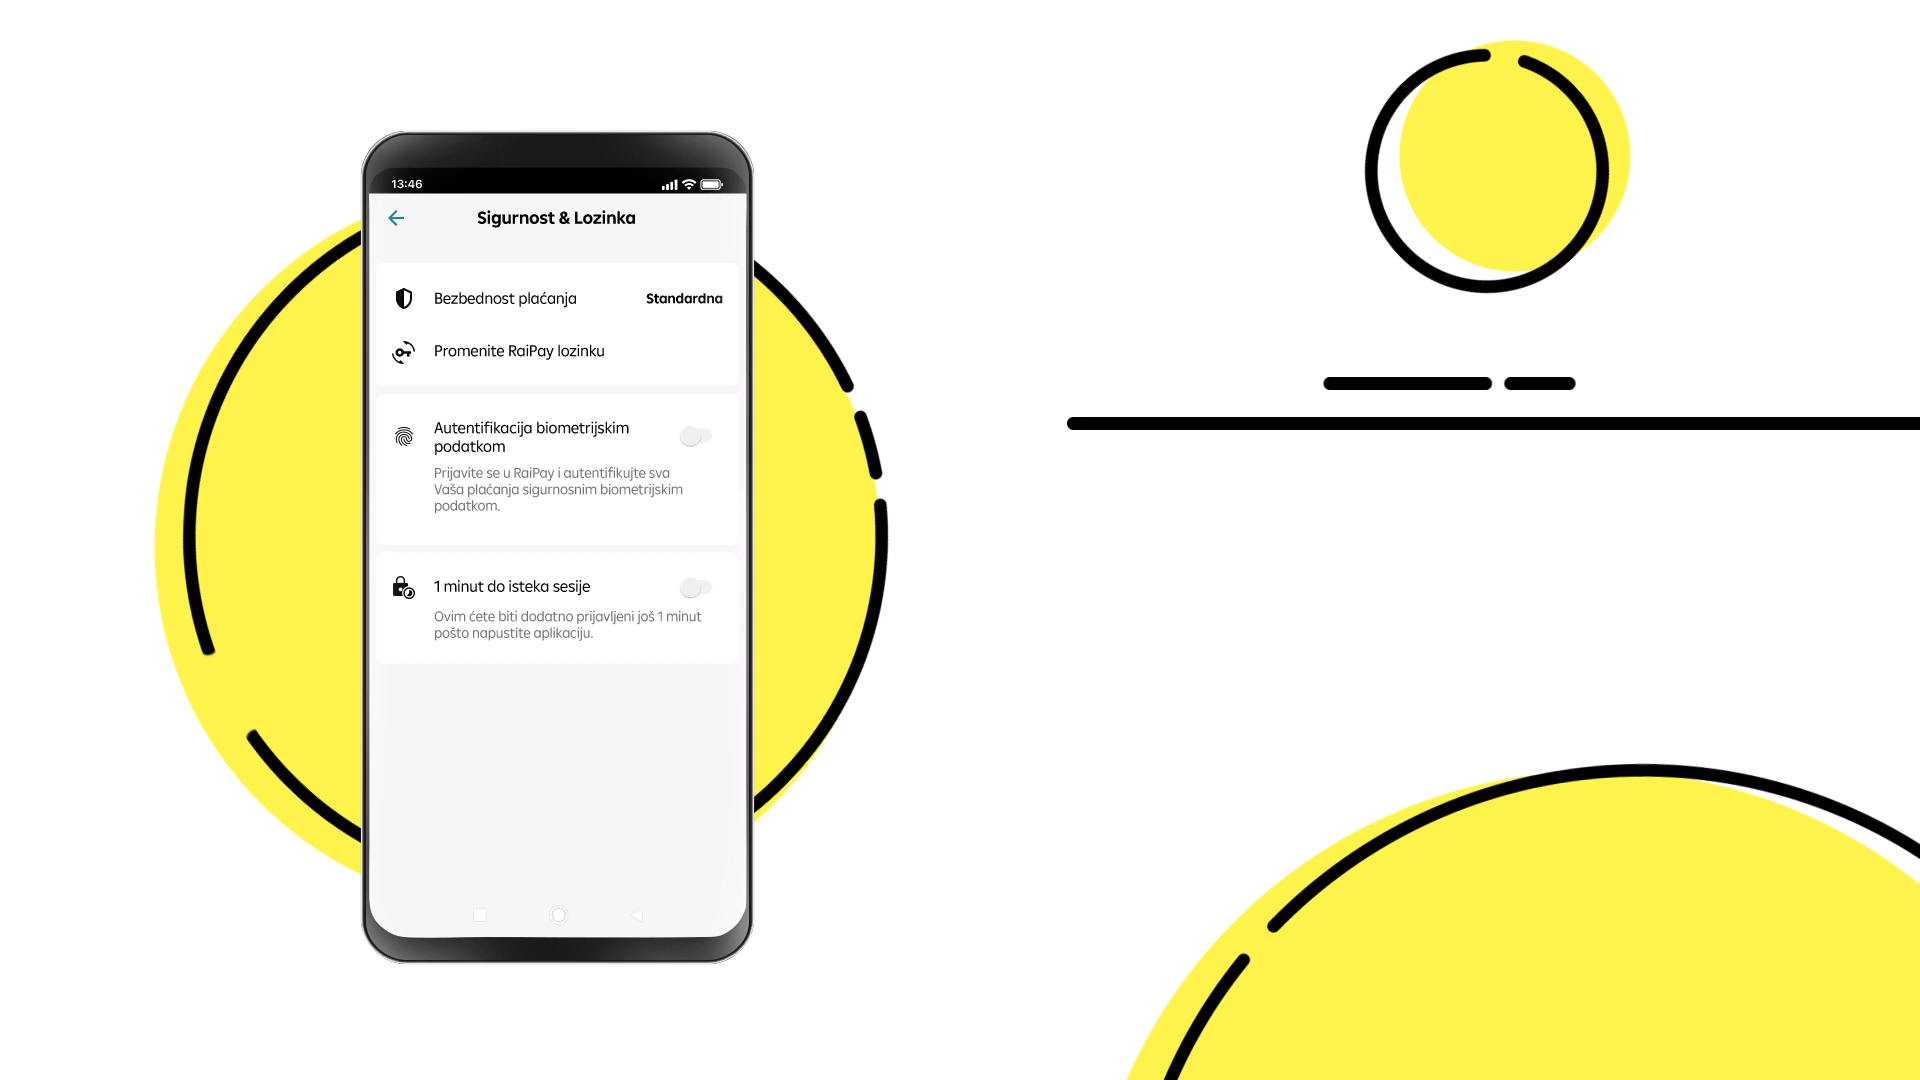 13:46
Sigurnost & Lozinka
Bezbednost plaćanja Standardna
Promenite RaiPay lozinku
Autentifikacija biometrijskim
podatkom
Prijavite se u RaiPay i autentifikujte sva
Vaša plaćanja sigurnosnim biometrijskim
podatkom.
1 minut do isteka sesije
Ovim ćete biti dodatno prijavljeni još 1 minut
pošto napustite aplikaciju.